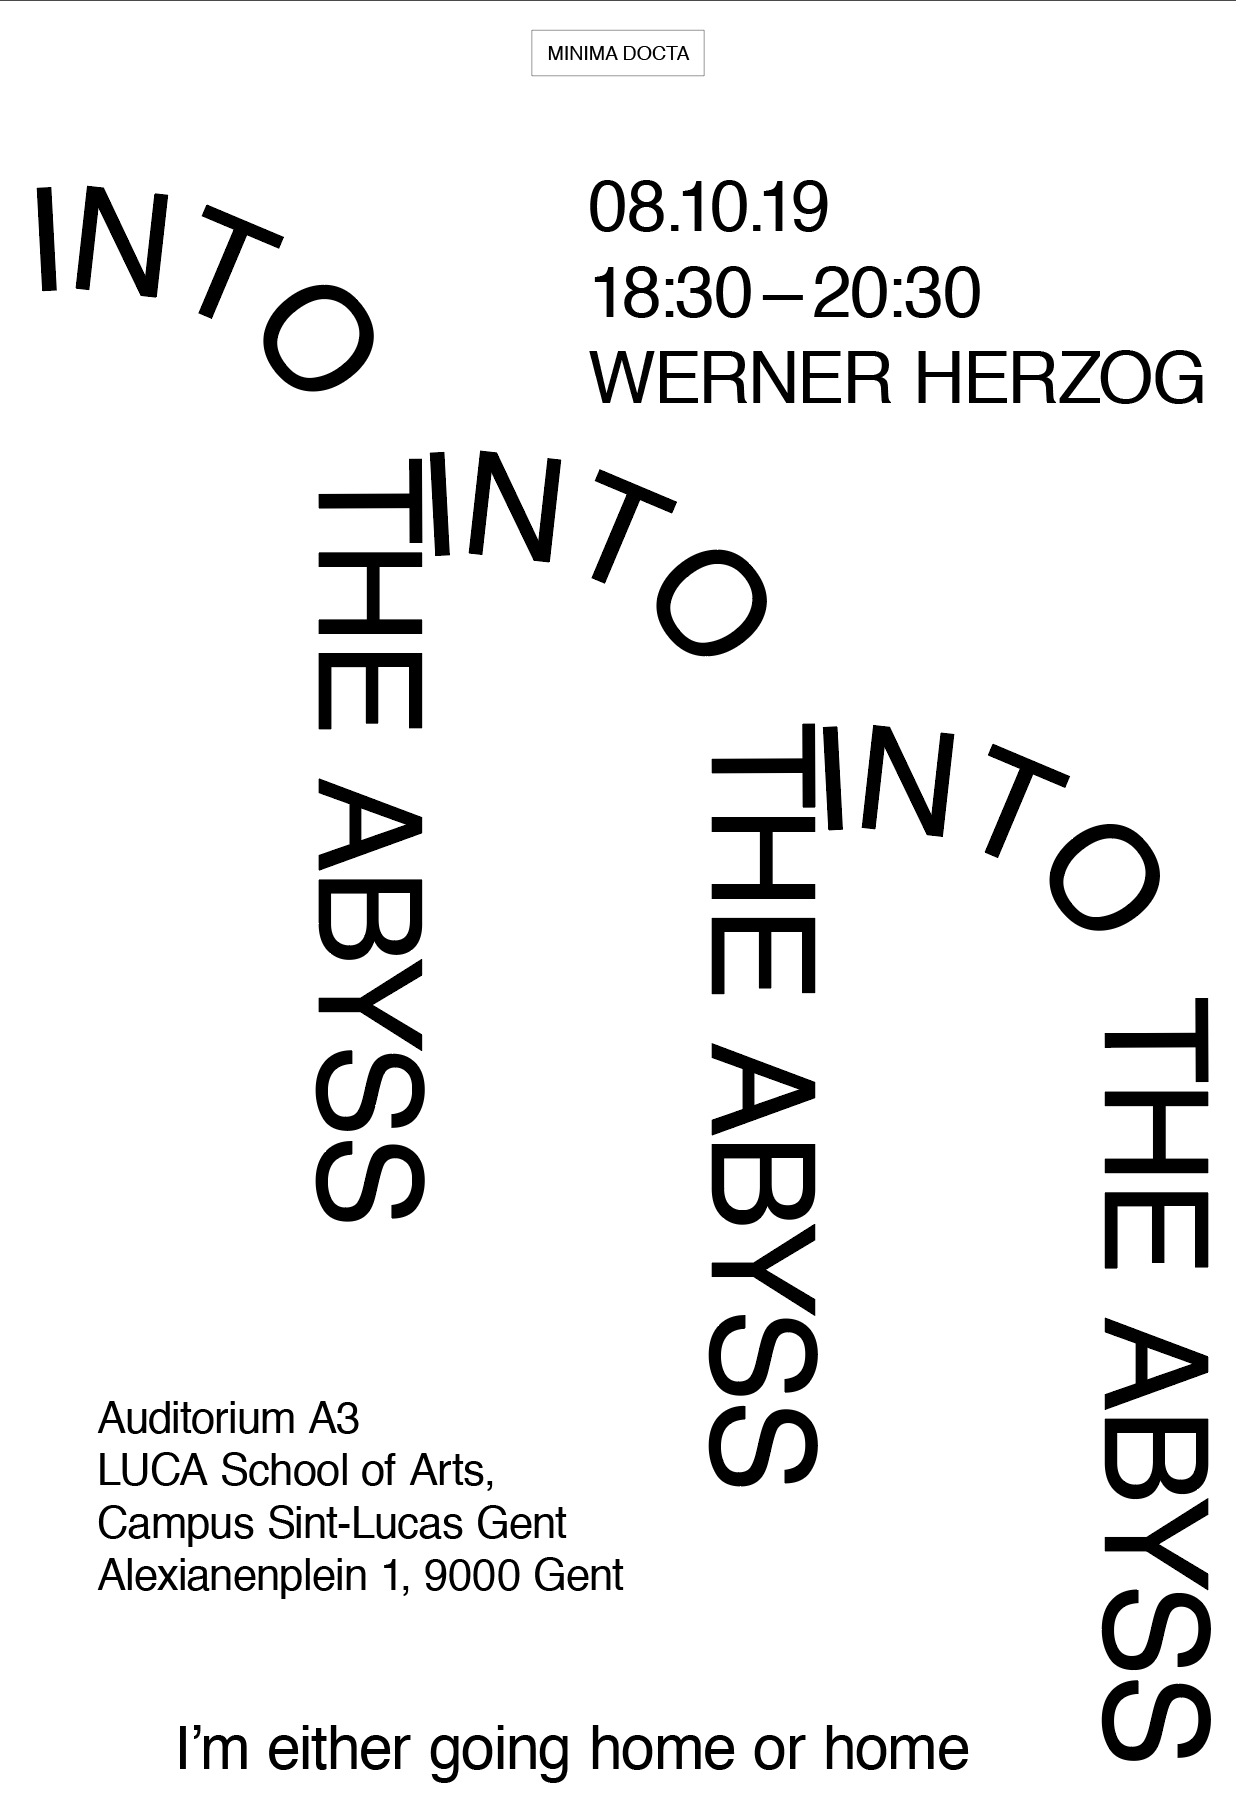 MINIMA DOCTA
08.10.19
18:30 – 20:30
WERNER HERZOG
INTO
THE ABYSS
INTO
THE ABYSS
INTO
THE ABYSS
Auditorium A3
LUCA School of Arts,
Campus Sint-Lucas Gent
Alexianenplein 1, 9000 Gent
I’m either going home or home